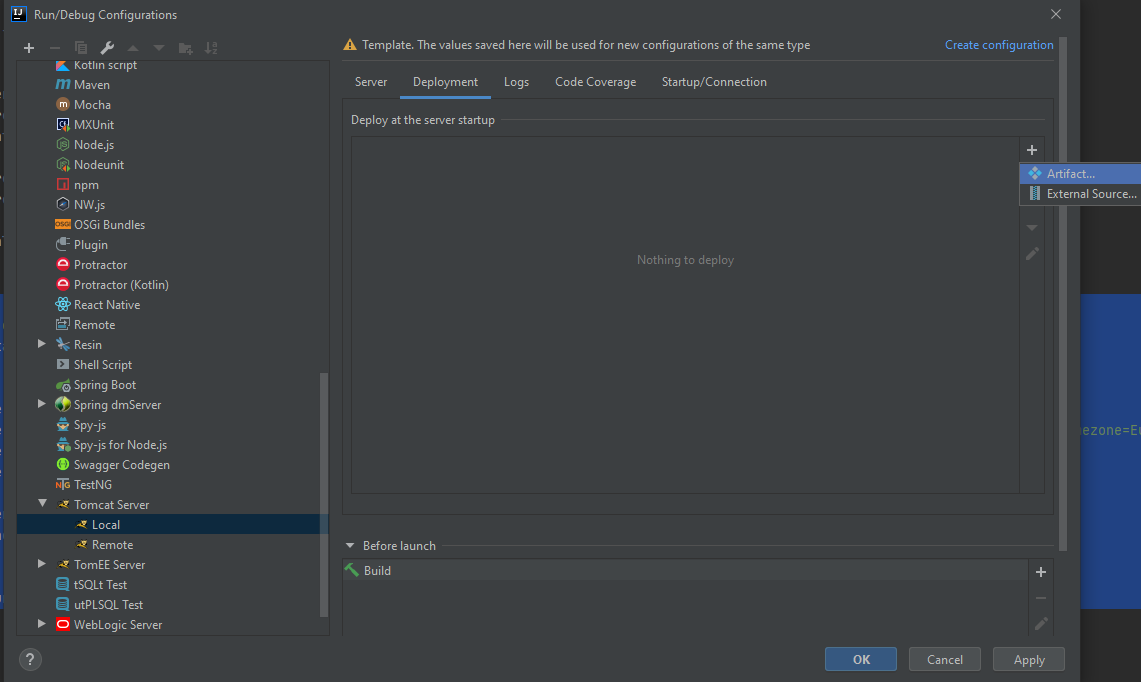 IJ
Run/Debug Configurations
Template. The values saved here will be used for new configurations of the same type
Create configuration
Kotlin script
Maven
Mocha
MXUnit
Node.js
Nodeunit
npm
NW.js
OSGi Bundles
Plugin
Protractor
Protractor (Kotlin)
React Native
Remote
Resin
Shell Script
Spring Boot
Spring dmServer
Spy-js
Spy-js for Node.js
Swagger Codegen
TestNG
Tomcat Server
Local
Remote
TomEE Server
tSQLt Test
utPLSQL Test
WebLogic Server
Server
Deployment
Logs
Code Coverage
Startup/Connection
Deploy at the server startup
Artifact...
External Source...
Nothing to deploy
ezone=Eu
Before launch
Build
?
OK
Cancel
Apply